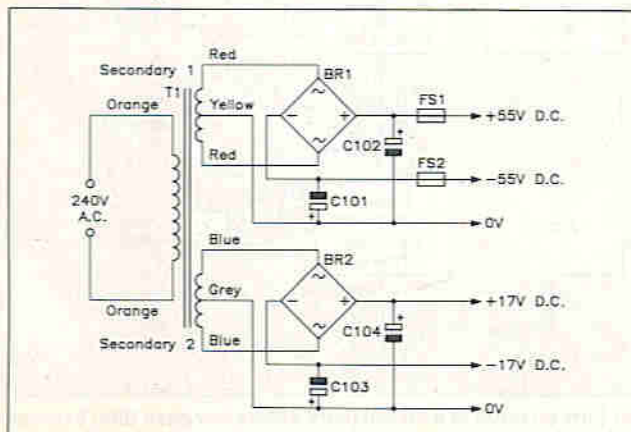 Red
Secondary 1
T1
BR1
Orange
Yellow
FS1
+55V D.C.
C102
+
Red
FS2
-55V D.C.
240V
A.C.
C101
+
0V
Blue
BR2
Grey
+17V D.C.
+
C104
Orange
Blue
-17V D.C.
Secondary 2
C103
+
0V